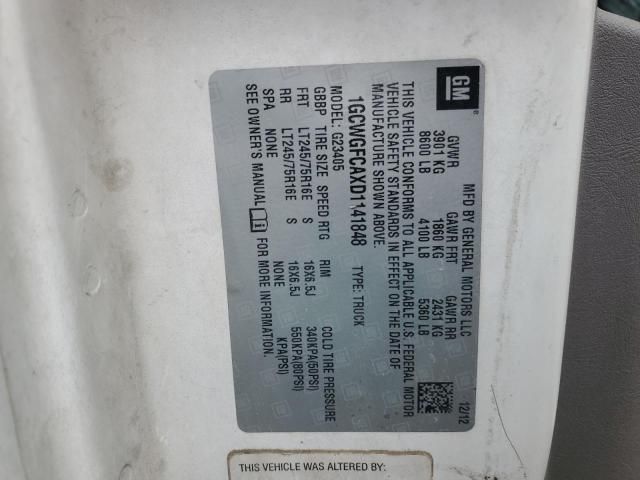 GM
MFD BY GENERAL MOTORS LLC
12/12
GVWR GAWR FRT GAWR RR
3901 KG 1860 KG 2431 KG
8600 LB 4100 LB 5360 LB
THIS VEHICLE CONFORMS TO ALL APPLICABLE U.S. FEDERAL MOTOR
VEHICLE SAFETY STANDARDS IN EFFECT ON THE DATE OF
MANUFACTURE SHOWN ABOVE.
1GCWGFCAXD1141848 TYPE: TRUCK
MODEL: G23405
GBBP TIRE SIZE SPEED RTG RIM COLD TIRE PRESSURE
FRT LT245/75R16E S 16X6.5J 340KPA(50PSI)
RR LT245/75R16E S 16X6.5J 550KPA(80PSI)
SPA NONE NONE KPA(PSI)
SEE OWNER'S MANUAL FOR MORE INFORMATION.
THIS VEHICLE WAS ALTERED BY: